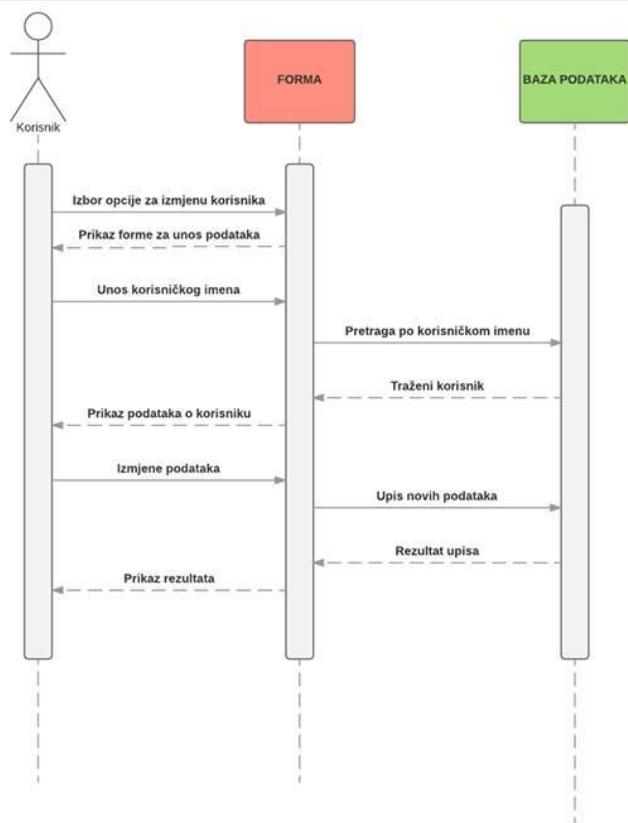 FORMA
BAZA PODATAKA
Korisnik
Izbor opcije za izmjenu korisnika
Prikaz forme za unos podataka
Unos korisničkog imena
Pretraga po korisničkom imenu
Traženi korisnik
Prikaz podataka o korisniku
Izmjene podataka
Upis novih podataka
Rezultat upisa
Prikaz rezultata